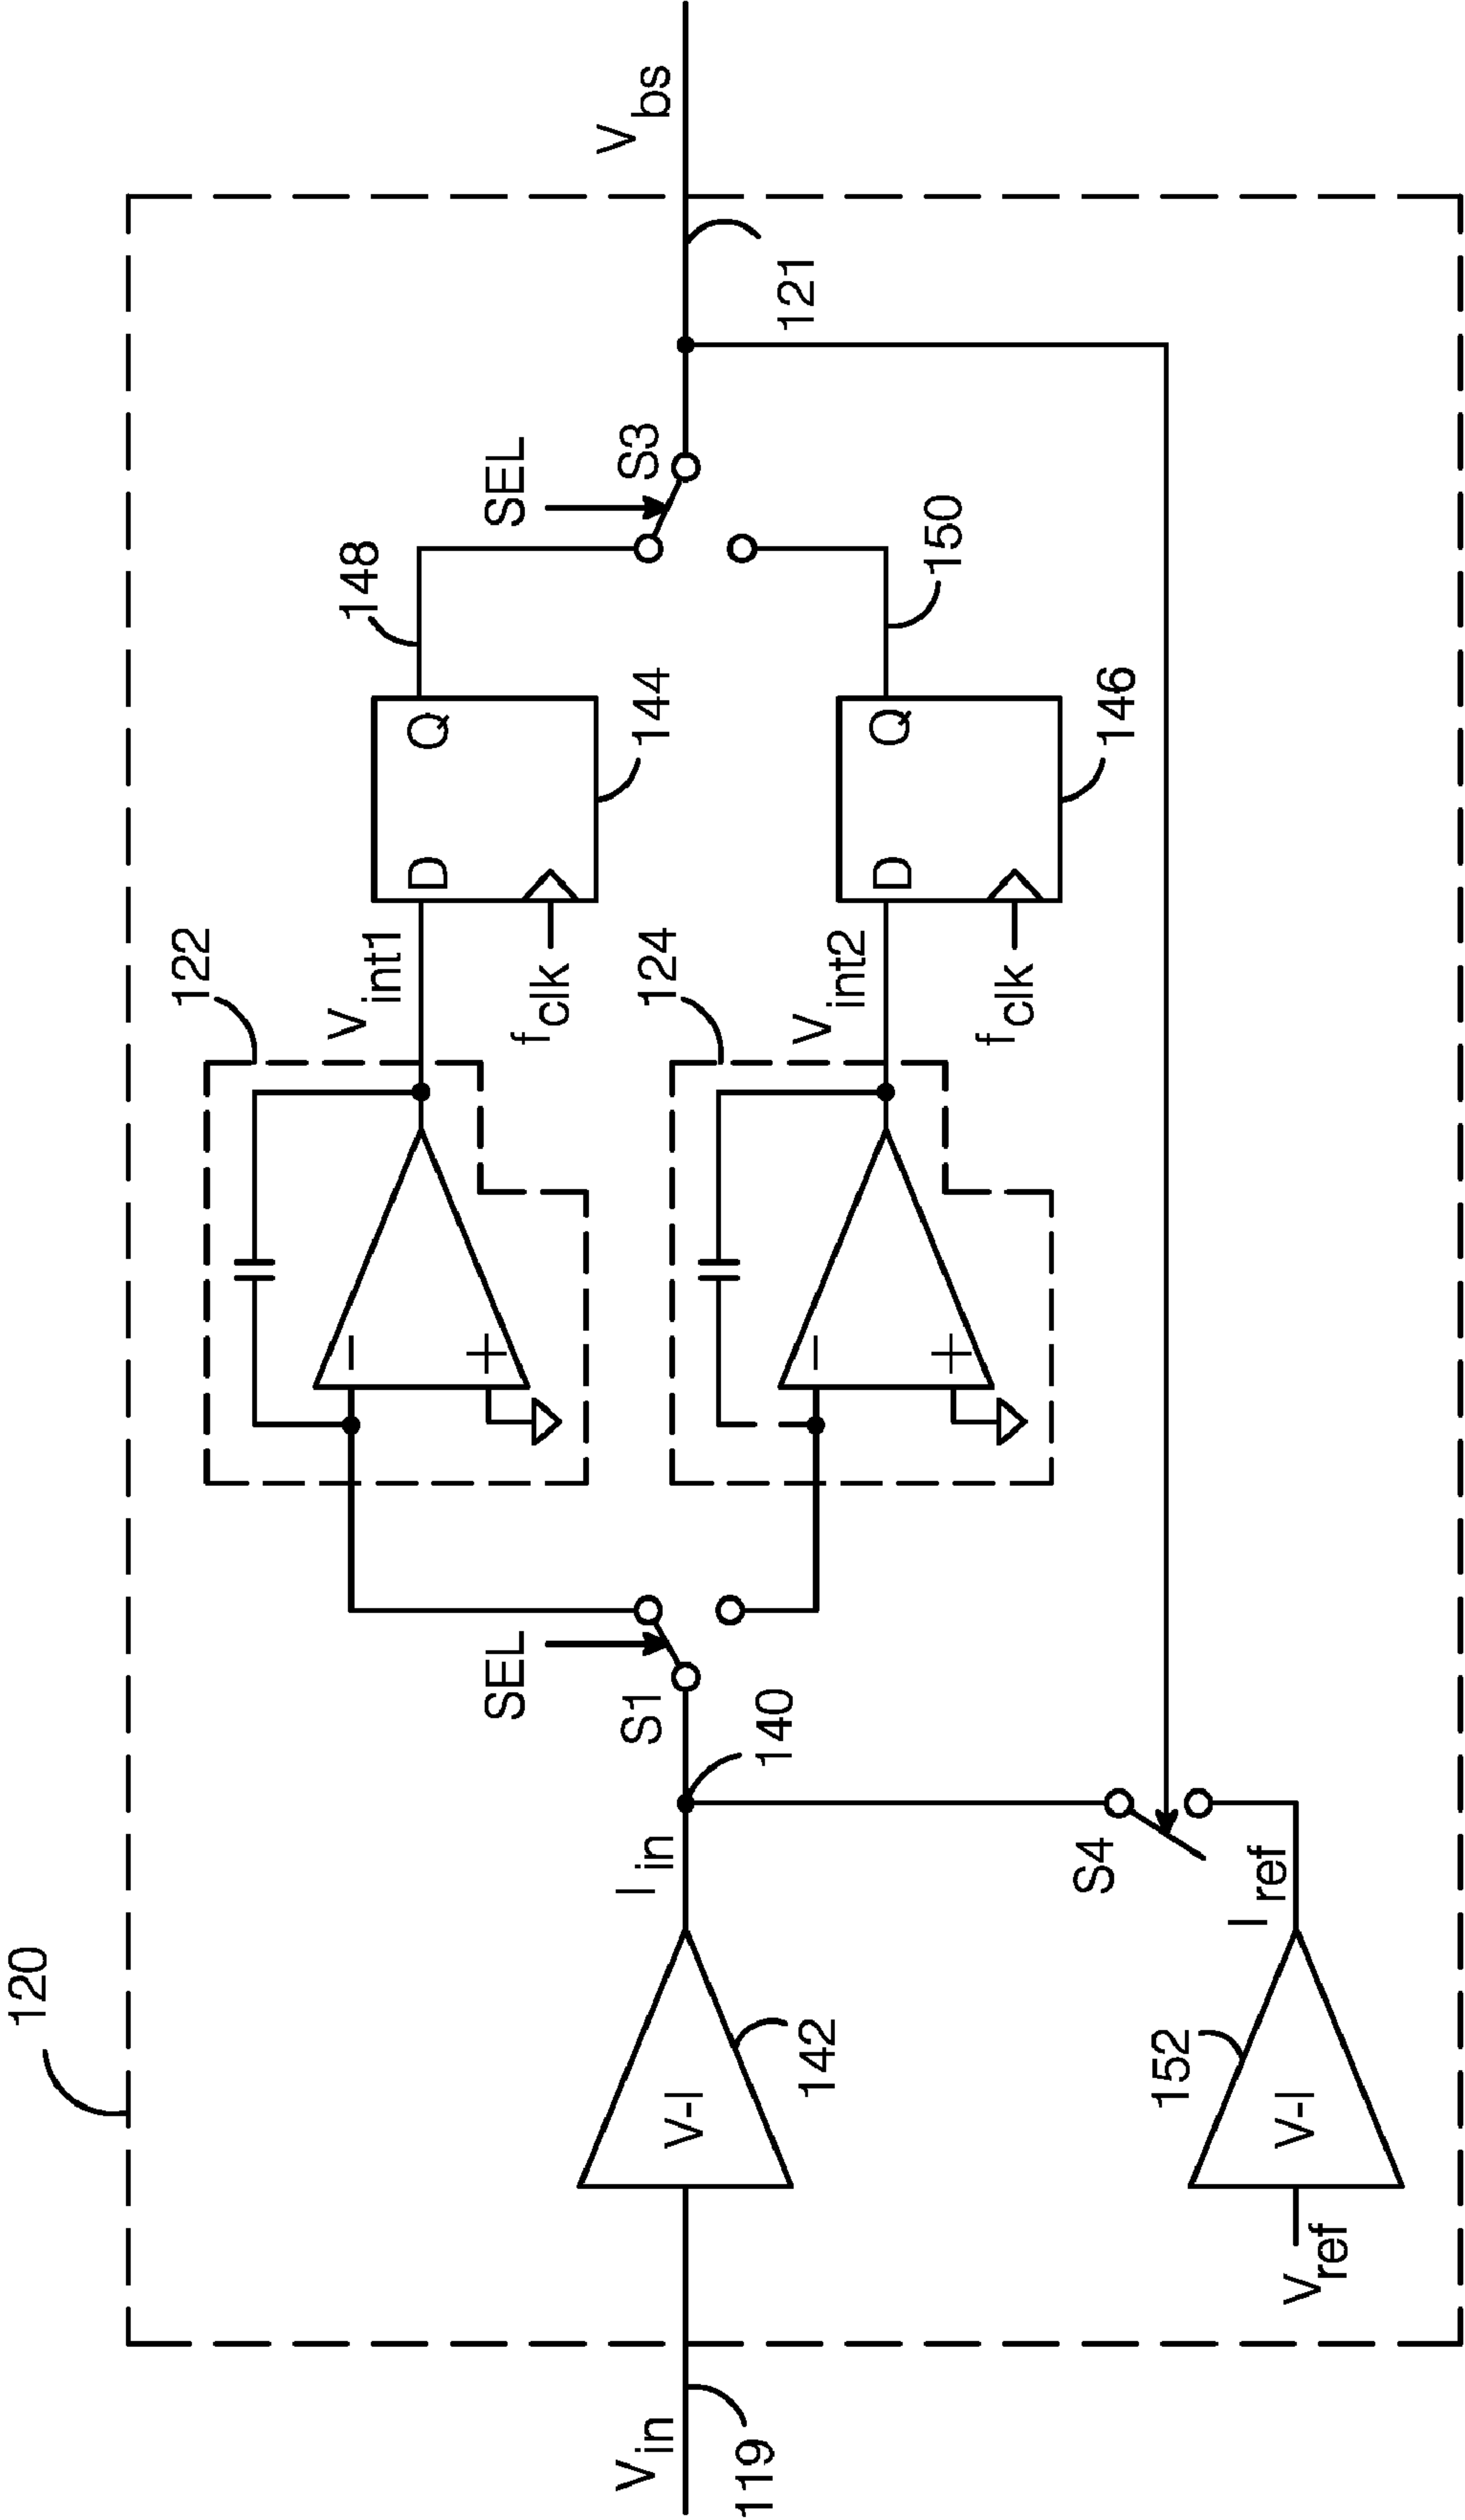 120
122
148
V_int1
D
Q
f_clk
144
SEL
SEL
S3
V_bs
121
V_in
119
V-I
142
I_in
S1
140
−
+
124
V_int2
D
Q
f_clk
146
150
−
+
S4
V_ref
V-I
152
I_ref